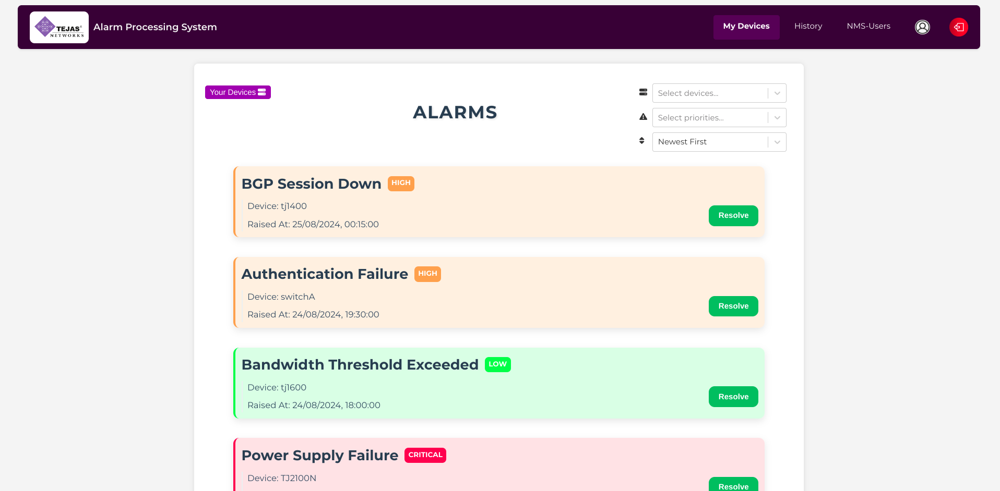 TEJAS®
NETWORKS
Alarm Processing System
My Devices
History
NMS-Users
Your Devices
ALARMS
Select devices...
Select priorities...
Newest First
BGP Session Down HIGH
Device: tj1400
Raised At: 25/08/2024, 00:15:00
Resolve
Authentication Failure HIGH
Device: switchA
Raised At: 24/08/2024, 19:30:00
Resolve
Bandwidth Threshold Exceeded LOW
Device: tj1600
Raised At: 24/08/2024, 18:00:00
Resolve
Power Supply Failure CRITICAL
Device: TJ2100N
Resolve